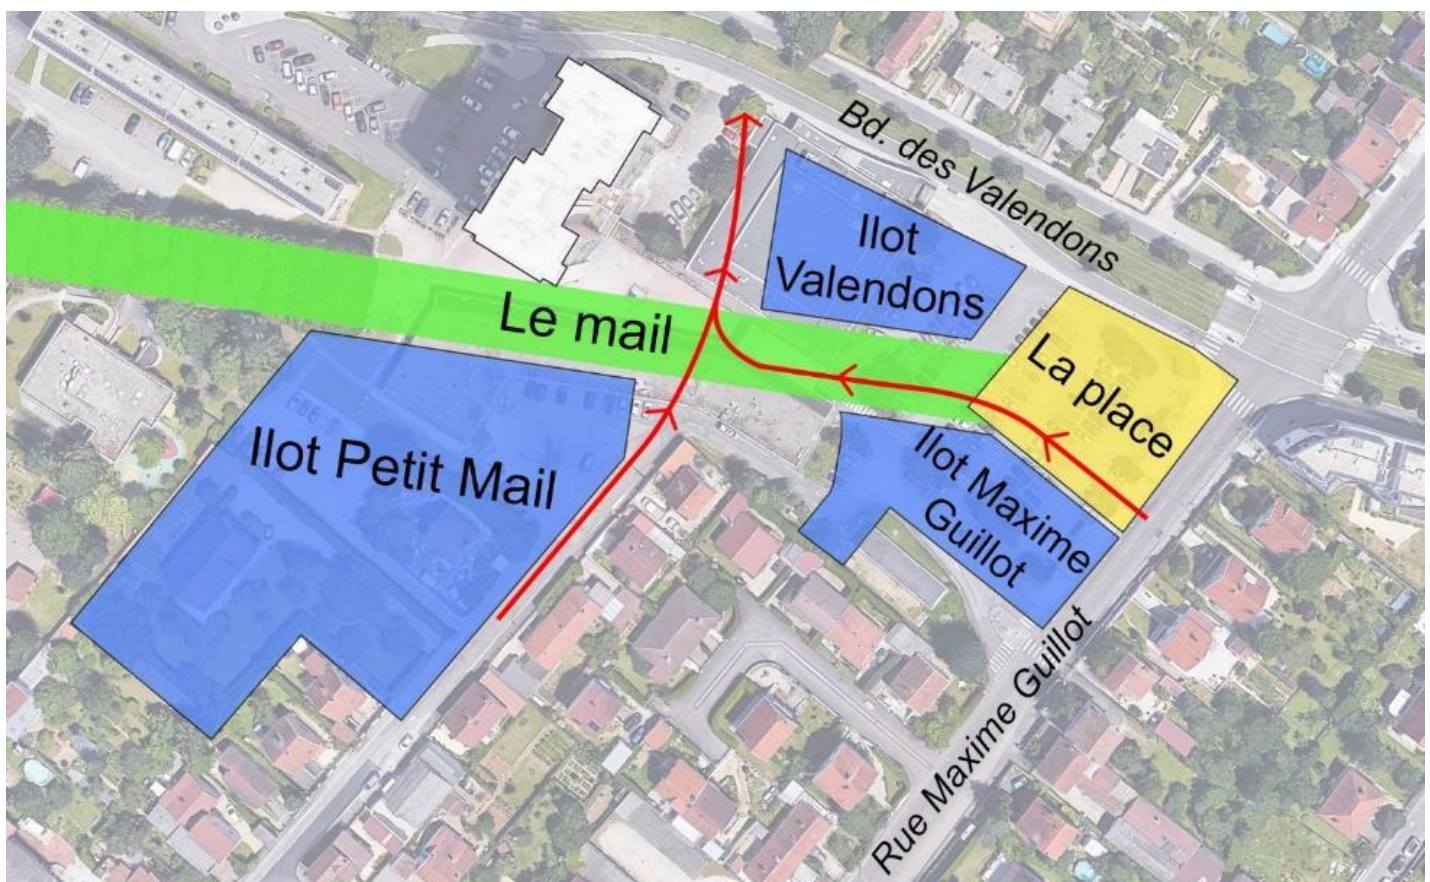 Bd. des Valendons
Ilot
Valendons
Le mail
La place
Ilot Petit Mail
Ilot Maxime
Guillot
Rue Maxime Guillot